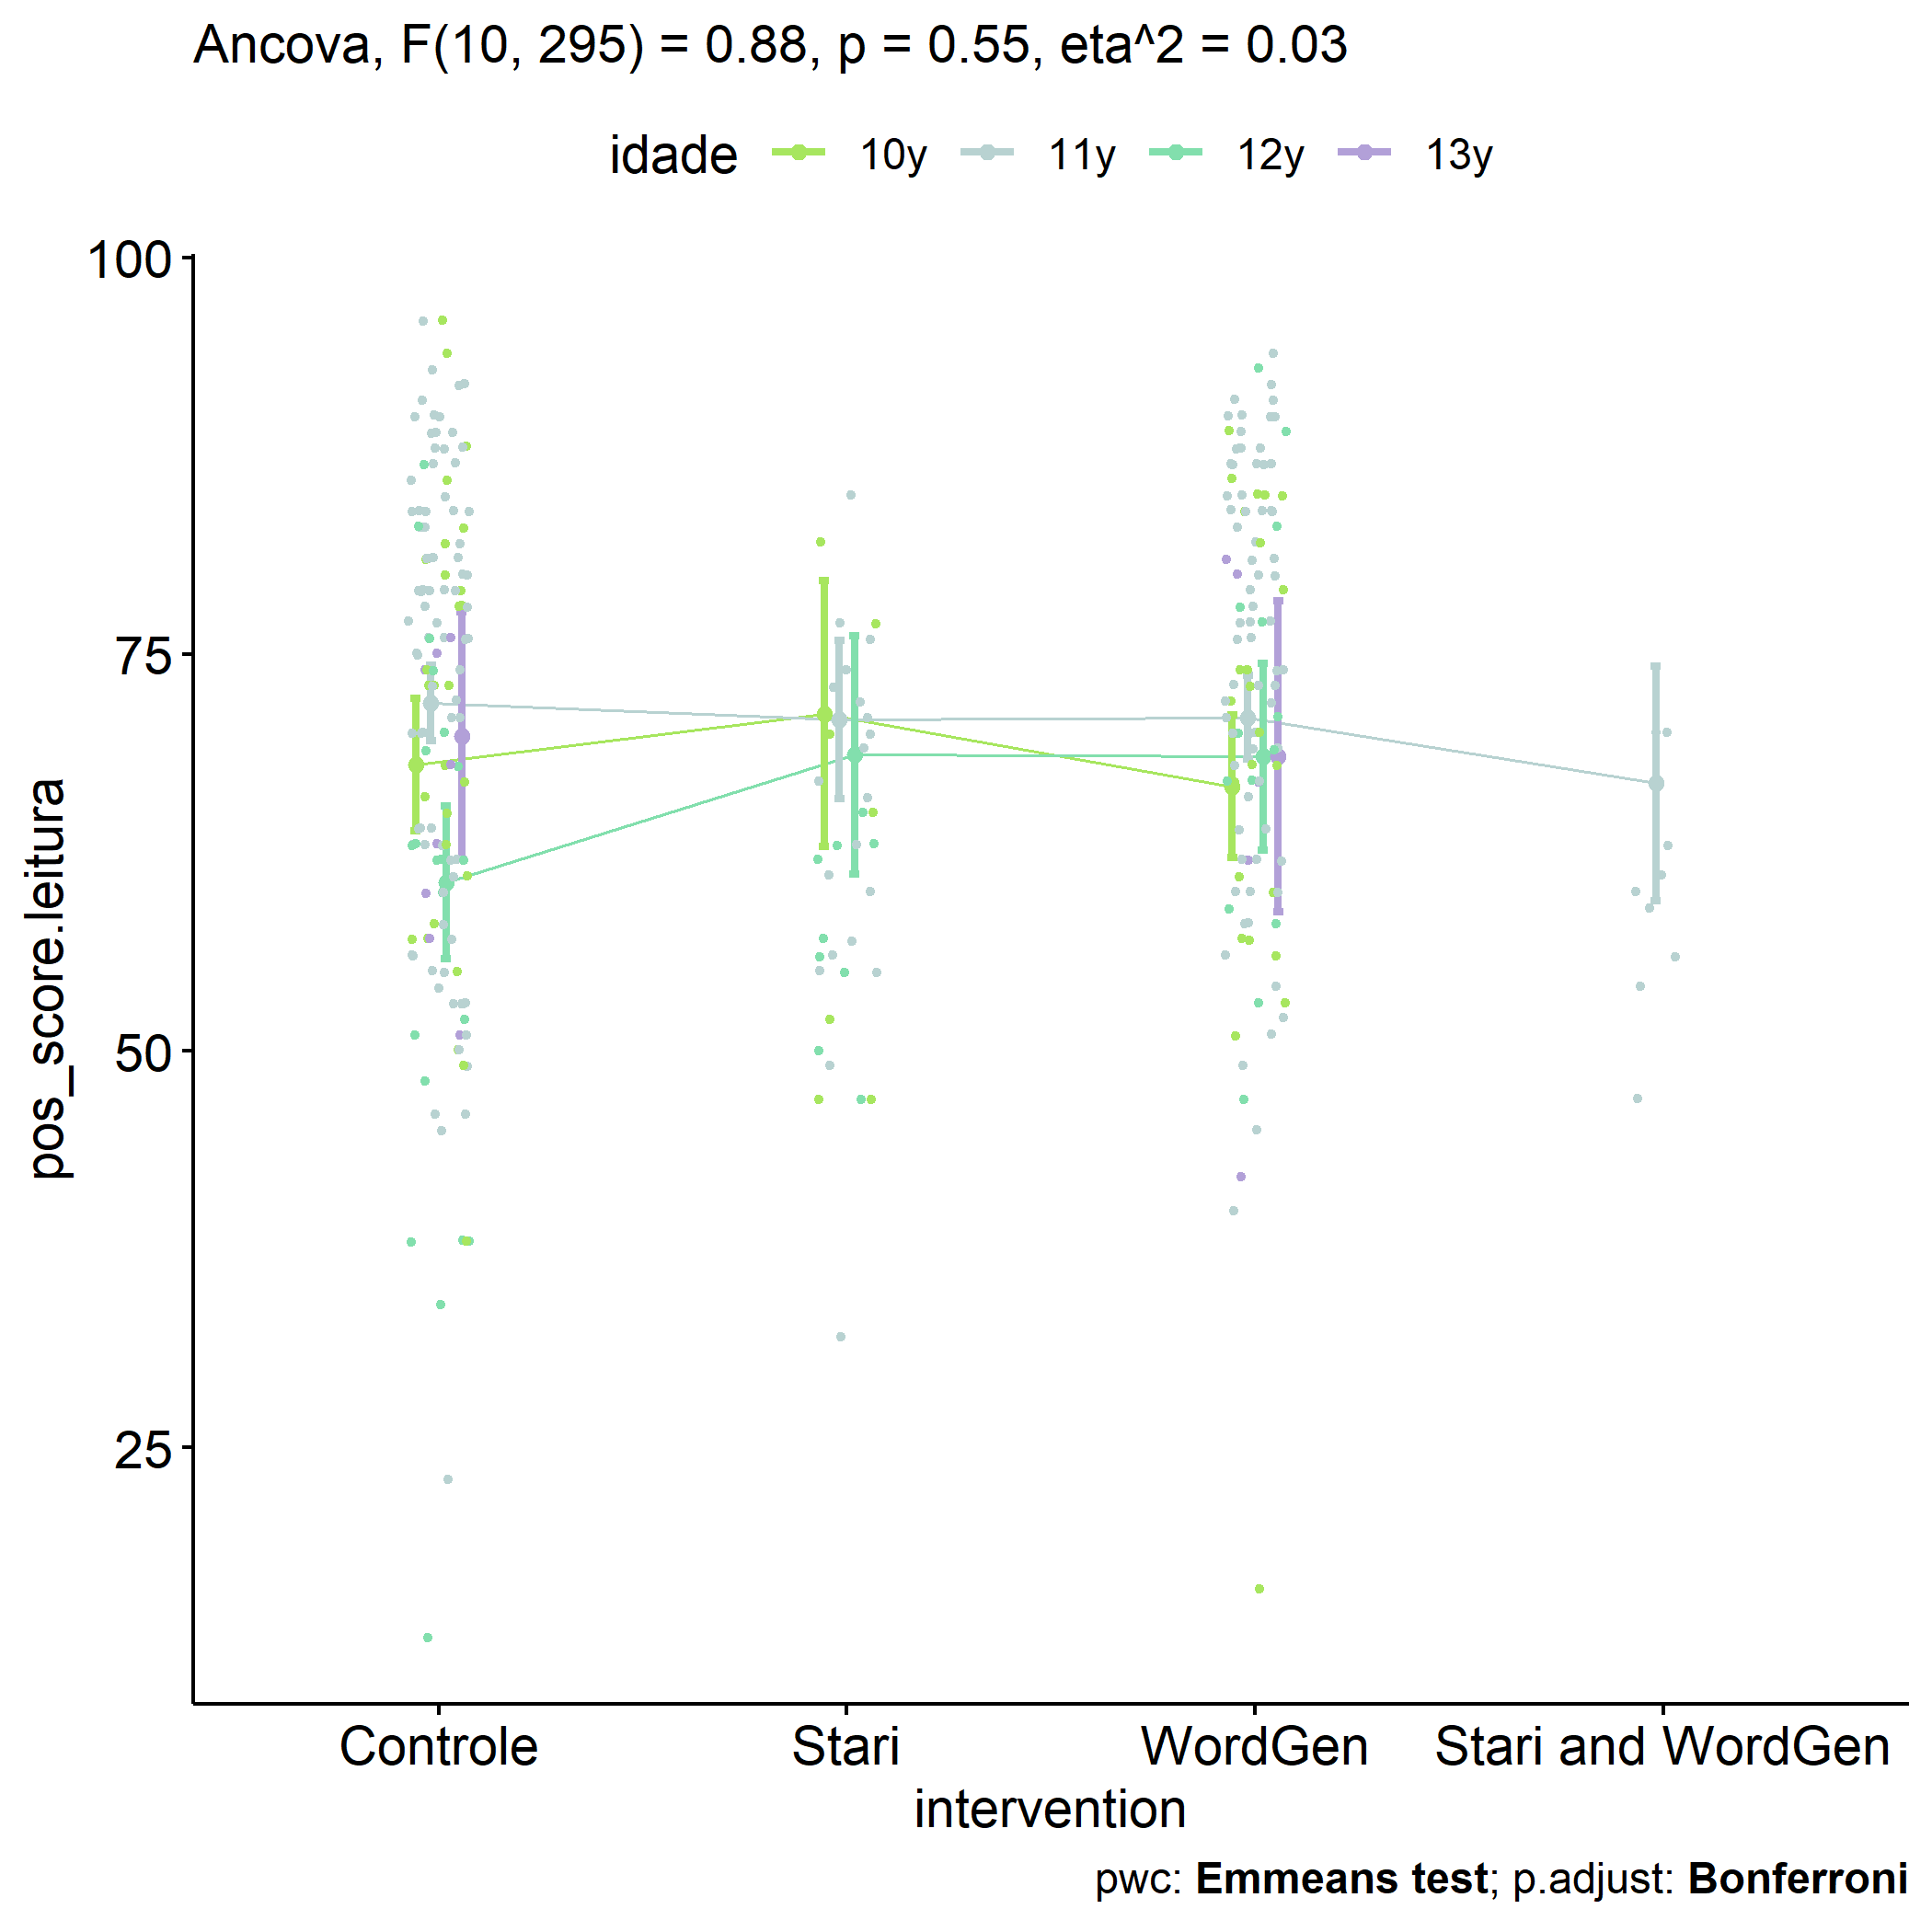 Ancova, F(10, 295) = 0.88, p = 0.55, eta^2 = 0.03
idade 10y 11y 12y 13y
100
75
50
25
pos_score.leitura
Controle Stari WordGen Stari and WordGen
intervention
pwc: Emmeans test; p.adjust: Bonferroni